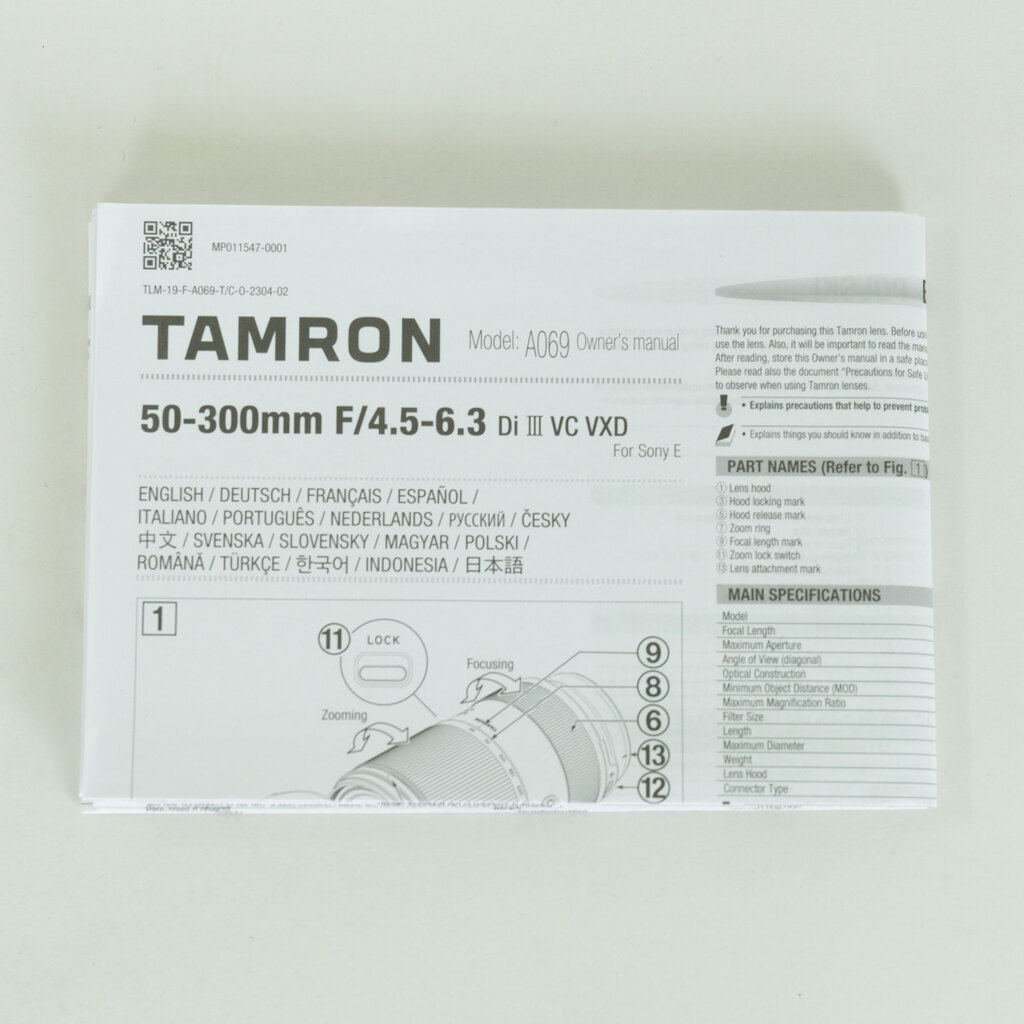 MP011547-0001
TLM-19-F-A069-T/C-O-2304-02
TAMRON Model: A069 Owner's manual
50-300mm F/4.5-6.3 Di III VC VXD
For Sony E
ENGLISH / DEUTSCH / FRANÇAIS / ESPAÑOL /
ITALIANO / PORTUGUÊS / NEDERLANDS / РУССКИЙ / ČESKY
中文 / SVENSKA / SLOVENSKY / MAGYAR / POLSKI /
ROMÂNĂ / TÜRKÇE / 한국어 / INDONESIA / 日本語
1
11
LOCK
Focusing
Zooming
9
8
6
13
12
Thank you for purchasing this Tamron lens. Before
use the lens. Also, it will be important to read the
After reading, store this Owner's manual in a safe
Please read also the document "Precautions for Safe
to observe when using Tamron lenses.
• Explains precautions that help to prevent
• Explains things you should know in addition to
PART NAMES (Refer to Fig. 1)
① Lens hood
③ Hood locking mark
⑤ Hood release mark
⑦ Zoom ring
⑨ Focal length mark
⑪ Zoom lock switch
⑬ Lens attachment mark
MAIN SPECIFICATIONS
Model
Focal Length
Maximum Aperture
Angle of View (diagonal)
Optical Construction
Minimum Object Distance (MOD)
Maximum Magnification Ratio
Filter Size
Length
Maximum Diameter
Weight
Lens Hood
Connector Type